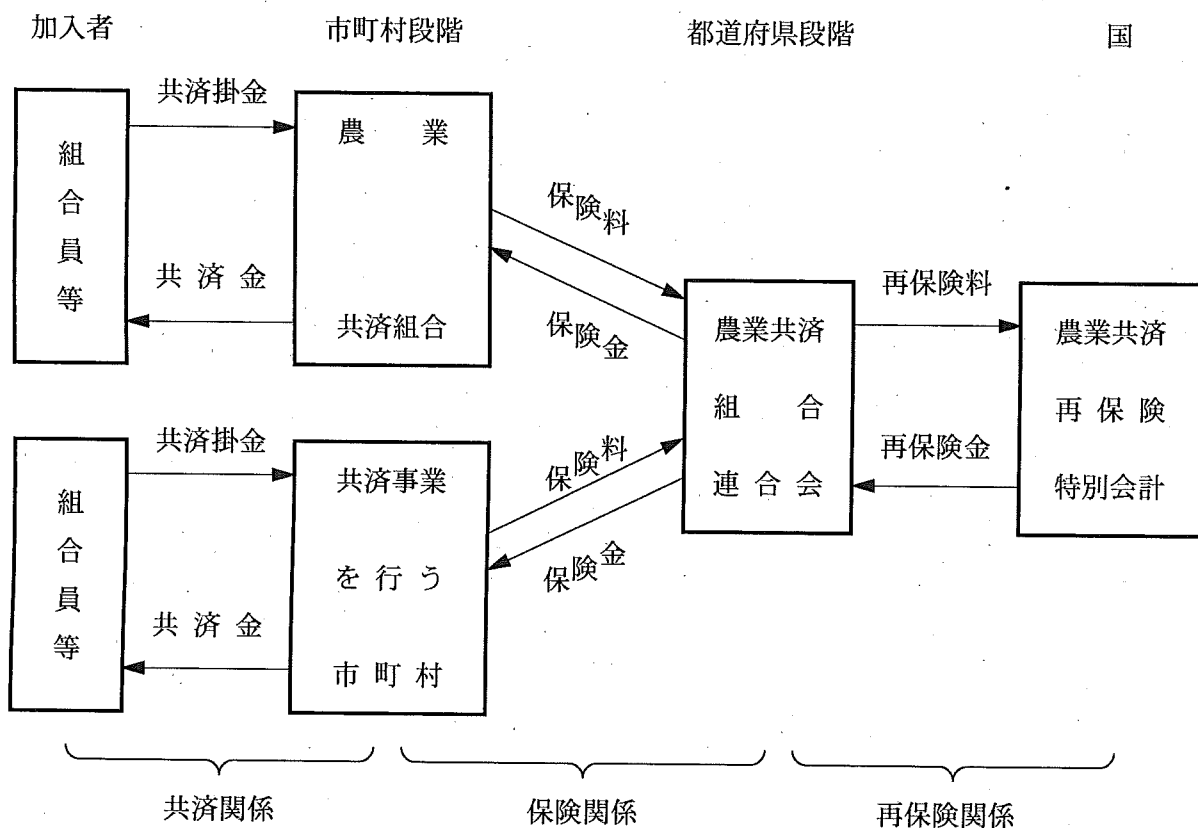 加入者
市町村段階
都道府県段階
国
組合員等
共済掛金
共済金
農業
共済組合
保険料
保険金
組合員等
共済掛金
共済金
共済事業
を行う
市町村
保険料
保険金
農業共済
組合
連合会
再保険料
再保険金
農業共済
再保険
特別会計
共済関係
保険関係
再保険関係